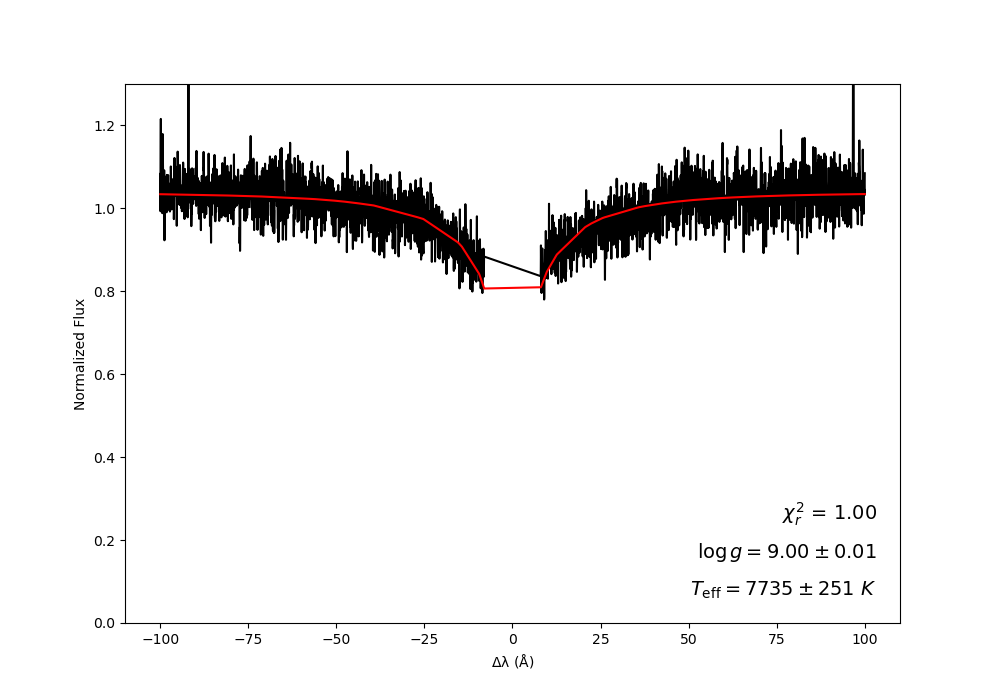 1.2
1.0
0.8
0.6
0.4
0.2
0.0
Normalized Flux
χ²ᵣ = 1.00
log g = 9.00 ± 0.01
T_eff = 7735 ± 251 K
−100 −75 −50 −25 0 25 50 75 100
Δλ (Å)